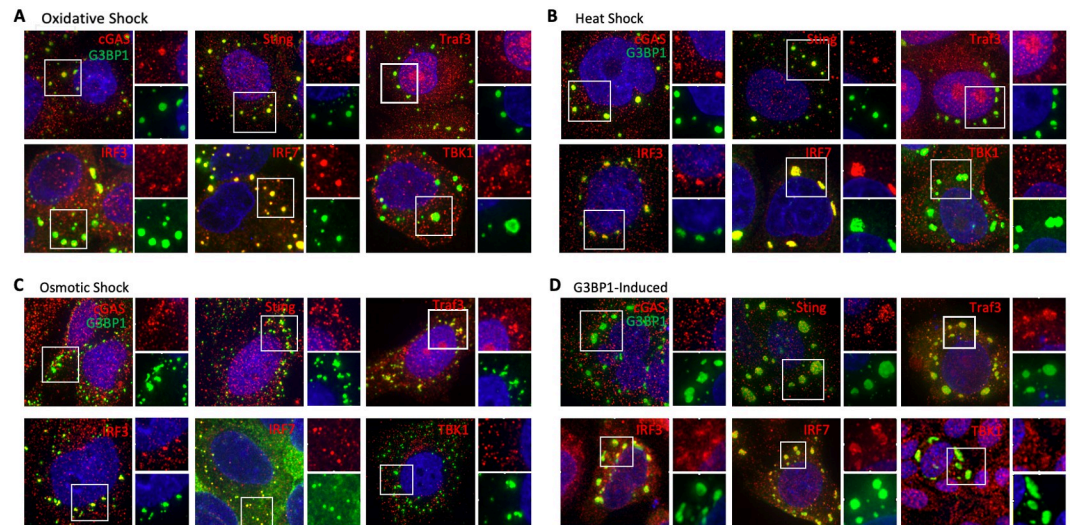 A Oxidative Shock
cGAS
G3BP1
Sting
Traf3
IRF3
IRF7
TBK1
B Heat Shock
cGAS
G3BP1
Sting
Traf3
IRF3
IRF7
TBK1
C Osmotic Shock
cGAS
G3BP1
Sting
Traf3
IRF3
IRF7
TBK1
D G3BP1-Induced
cGAS
G3BP1
Sting
Traf3
IRF3
IRF7
TBK1